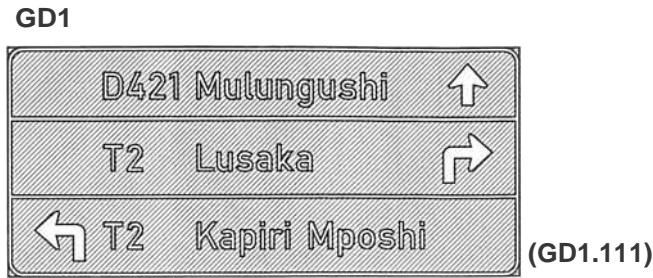 GD1
D421 Mulungushi
T2 Lusaka
T2 Kapiri Mposhi
(GD1.111)